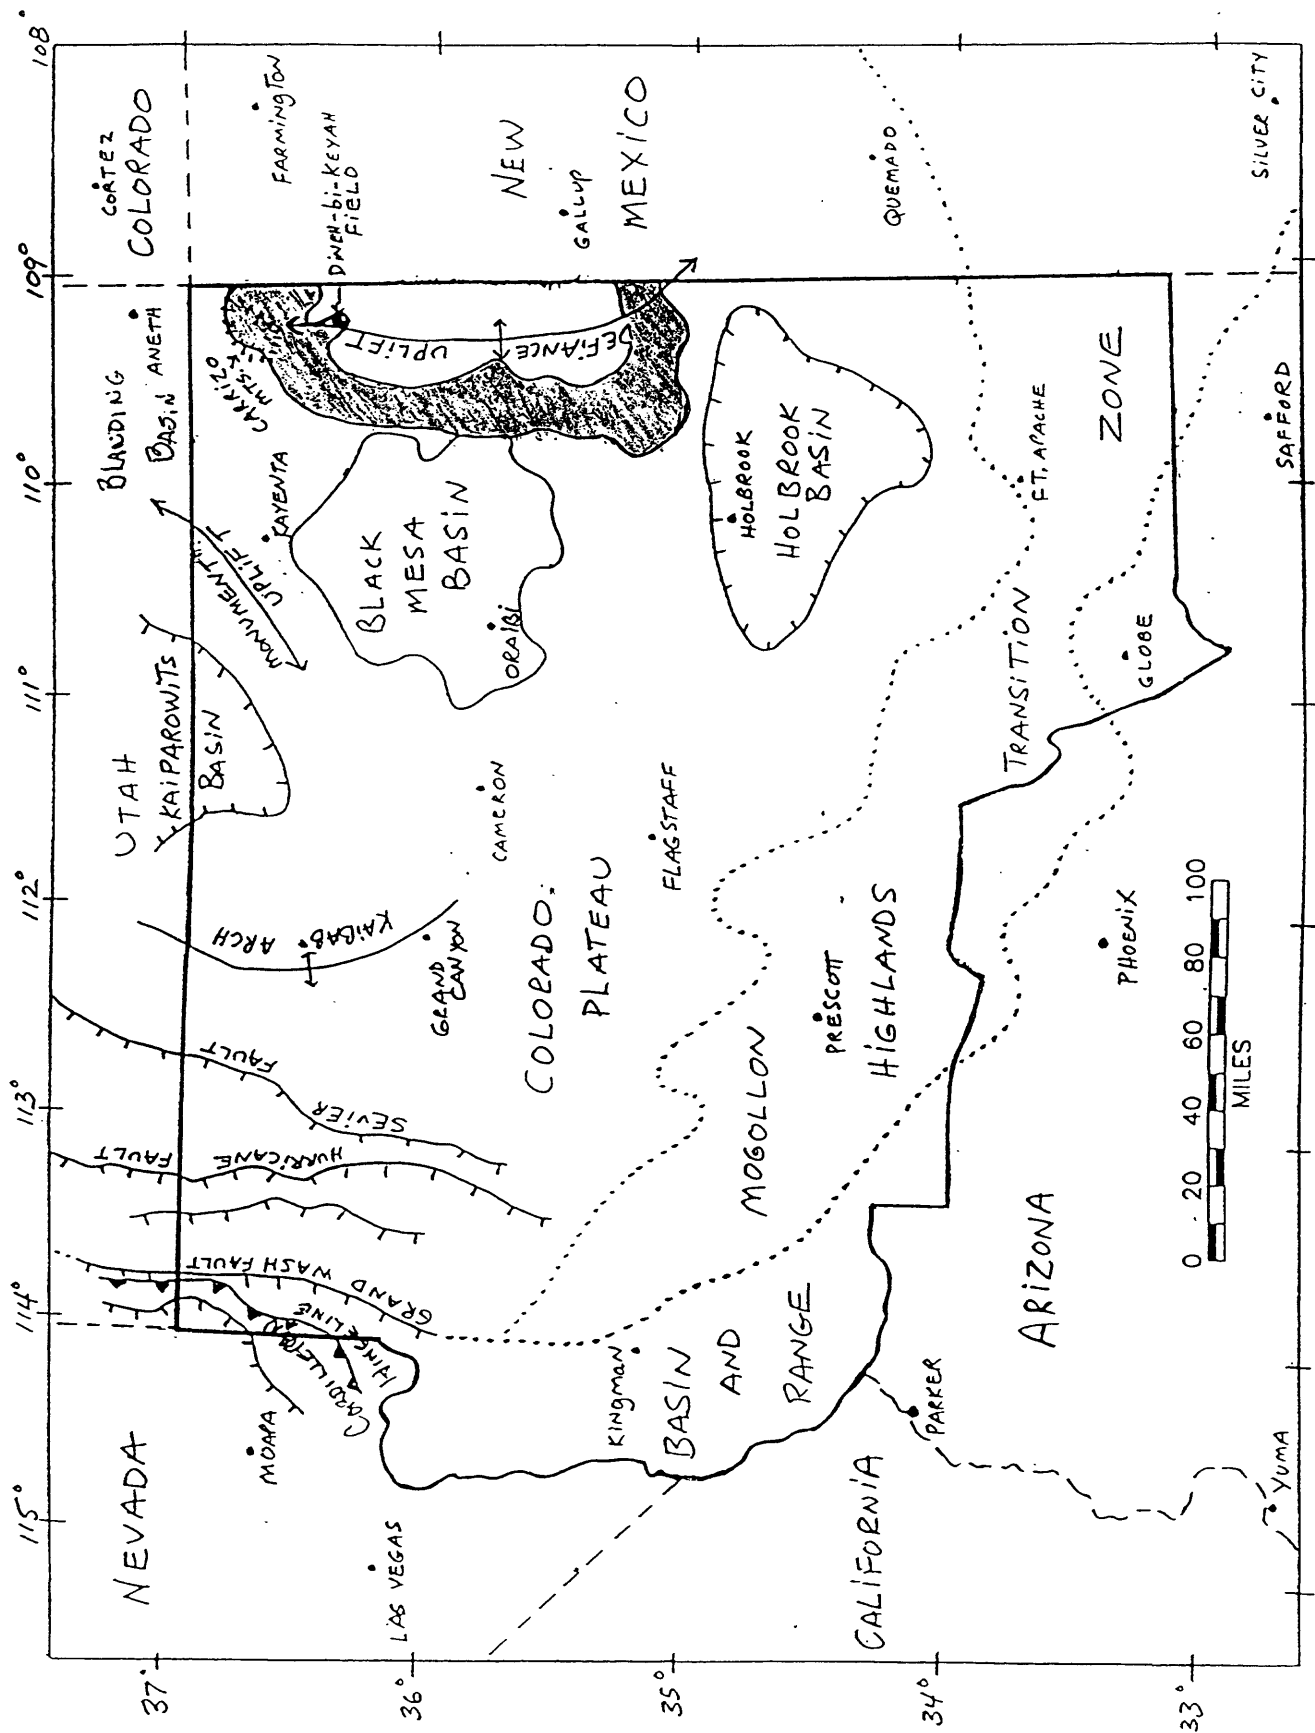 108°
109°
110°
111°
112°
113°
114°
115°
37°
36°
35°
34°
33°
NEVADA
UTAH
COLORADO
CORTEZ
BLANDING
BASIN
ANETH
KAIPAROWITS
BASIN
MONUMENT
UPLIFT
KAYENTA
CARRIZO
MTS.
FARMINGTON
DINEH-bi-KEYAH
FIELD
DEFIANCE
UPLIFT
NEW
MEXICO
GALLUP
QUEMADO
SILVER CITY
BLACK
MESA
BASIN
ORAIBI
HOLBROOK
HOLBROOK
BASIN
KAIBAB
ARCH
GRAND
CANYON
CAMERON
COLORADO
PLATEAU
FLAGSTAFF
SEVIER
FAULT
HURRICANE
FAULT
GRAND
WASH FAULT
CORDILLERAN
HINGELINE
MOAPA
LAS VEGAS
KINGMAN
BASIN
AND
RANGE
MOGOLLON
HIGHLANDS
PRESCOTT
TRANSITION
ZONE
FT. APACHE
GLOBE
SAFFORD
PHOENIX
ARIZONA
CALIFORNIA
PARKER
YUMA
0 20 40 60 80 100
MILES